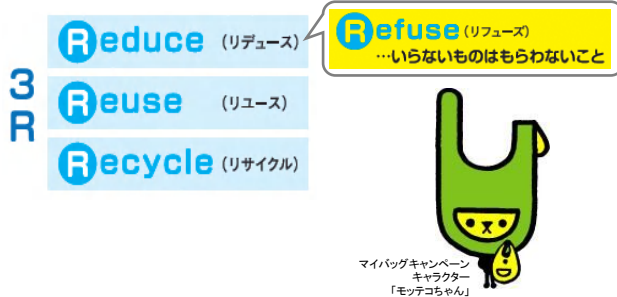 3R
Reduce (リデュース)
Refuse (リフューズ)
…いらないものはもらわないこと
Reuse (リユース)
Recycle (リサイクル)
マイバッグキャンペーン
キャラクター
「モッテコちゃん」